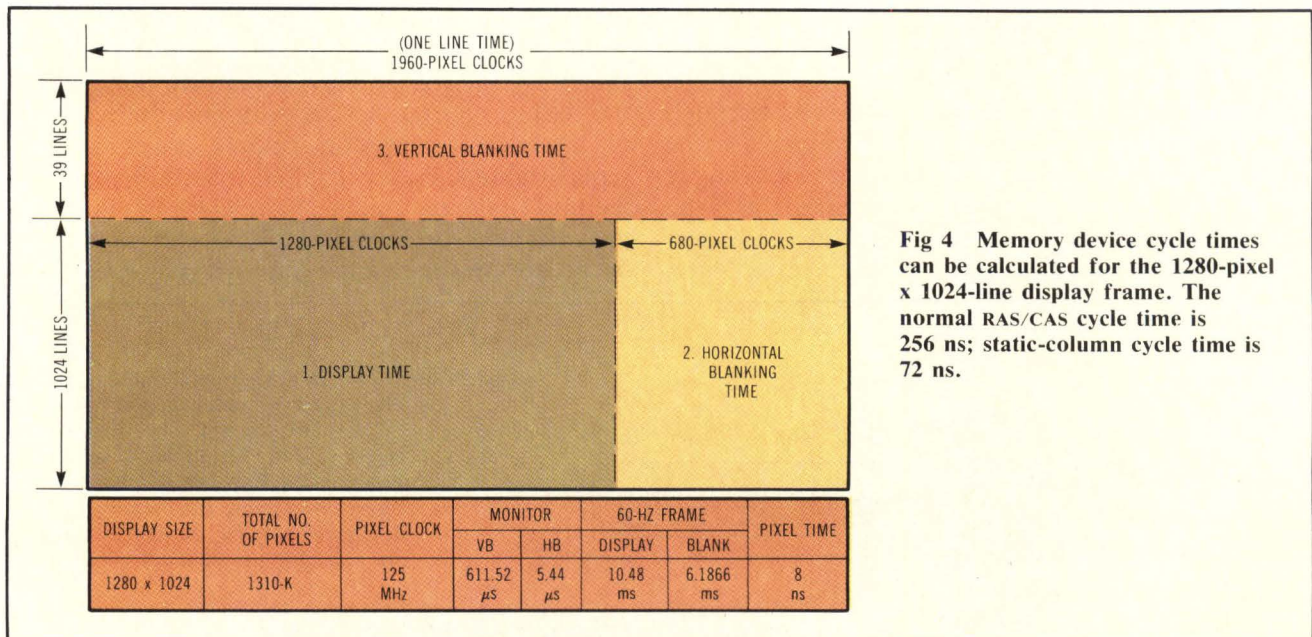 (ONE LINE TIME)
1960-PIXEL CLOCKS
39 LINES
3. VERTICAL BLANKING TIME
1280-PIXEL CLOCKS
680-PIXEL CLOCKS
1024 LINES
1. DISPLAY TIME
2. HORIZONTAL
BLANKING
TIME
Fig 4 Memory device cycle times
can be calculated for the 1280-pixel
x 1024-line display frame. The
normal RAS/CAS cycle time is
256 ns; static-column cycle time is
72 ns.
DISPLAY SIZE
TOTAL NO.
OF PIXELS
PIXEL CLOCK
MONITOR
VB
HB
60-HZ FRAME
DISPLAY
BLANK
PIXEL TIME
1280 x 1024
1310-K
125
MHz
611.52
μs
5.44
μs
10.48
ms
6.1866
ms
8
ns